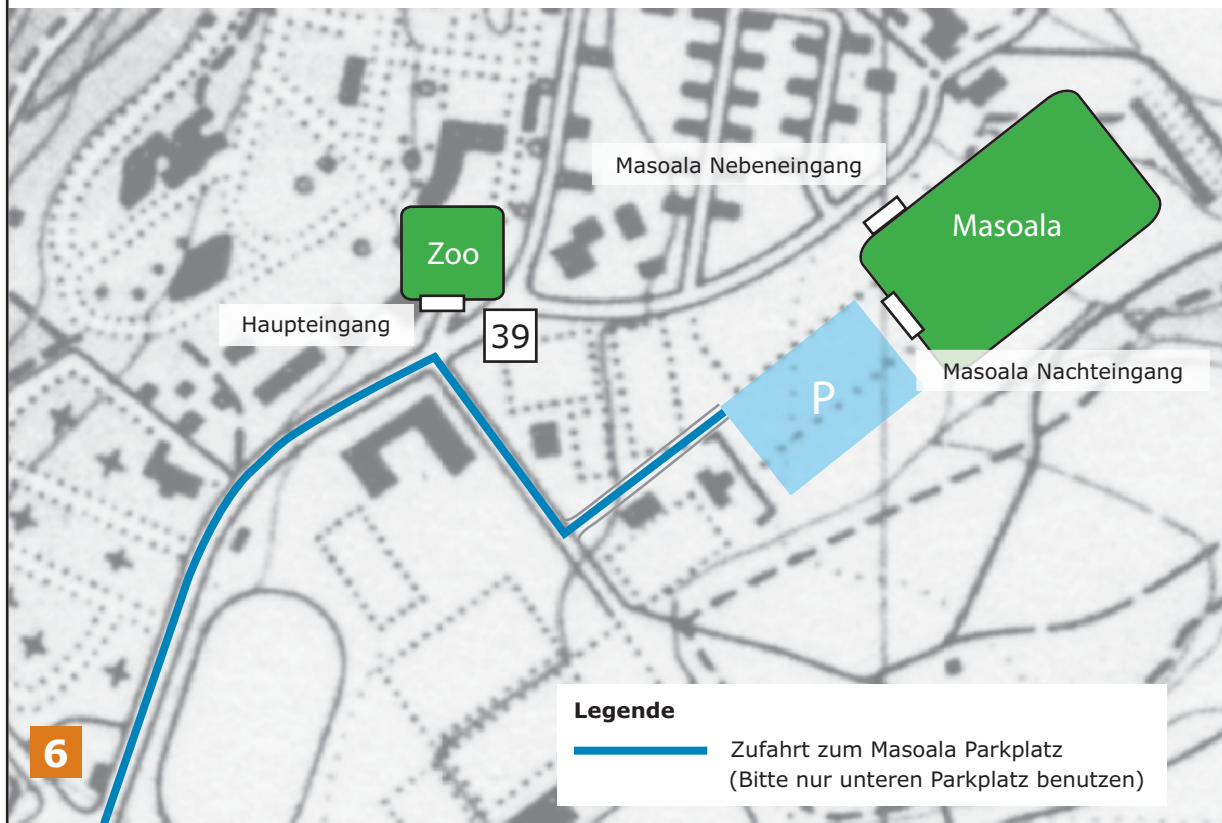 Masoala Nebeneingang
Masoala
Zoo
Haupteingang
39
Masoala Nachteingang
P
Legende
6
Zufahrt zum Masoala Parkplatz
(Bitte nur unteren Parkplatz benutzen)